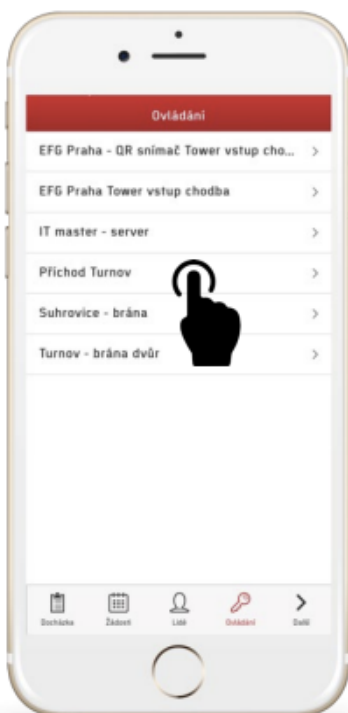 Ovládání
EFG Praha - QR snímač Tower vstup cho...
EFG Praha Tower vstup chodba
IT master - server
Příchod Turnov
Suhrovice - brána
Turnov - brána dvůr
Docházka Žádosti Lidé Ovládání Další